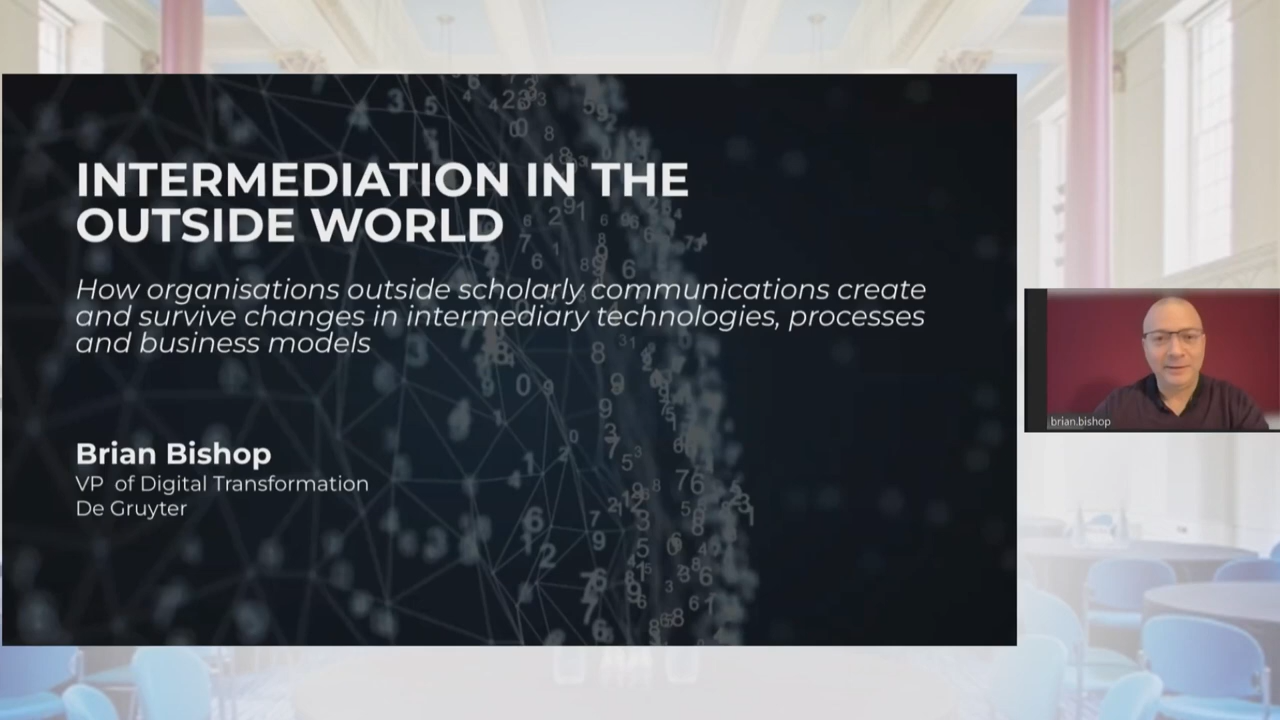 INTERMEDIATION IN THE
OUTSIDE WORLD
How organisations outside scholarly communications create
and survive changes in intermediary technologies, processes
and business models
Brian Bishop
VP of Digital Transformation
De Gruyter
brian.bishop